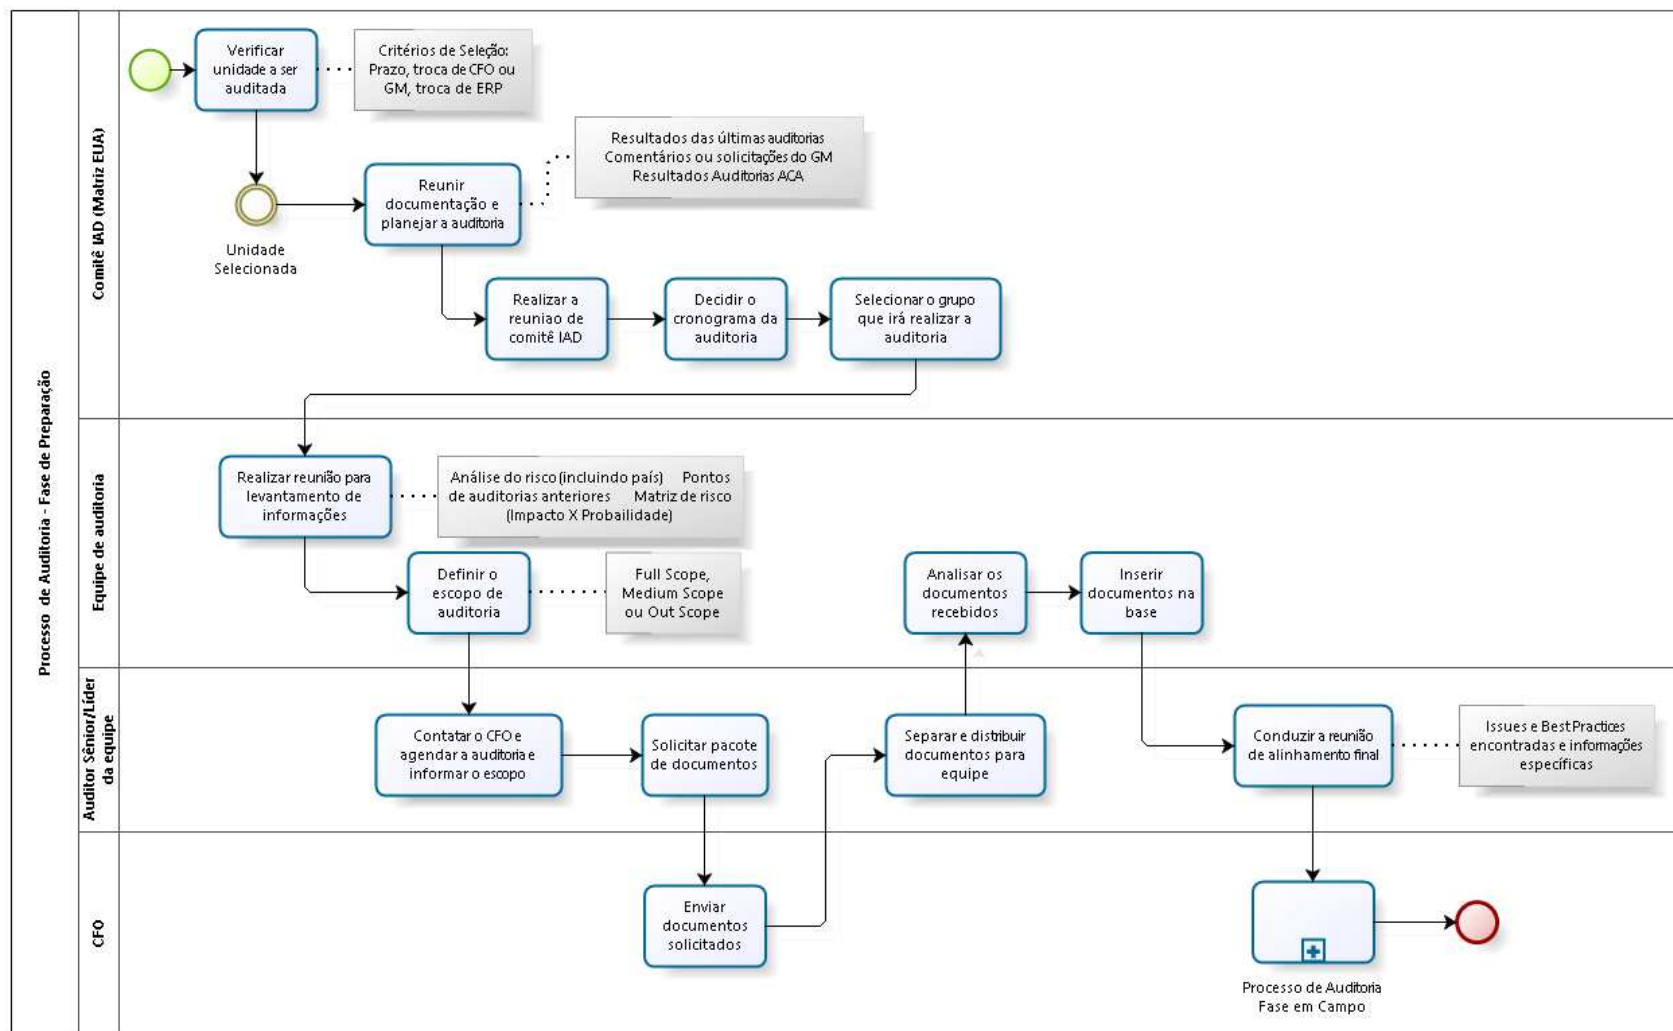 Processo de Auditoria - Fase de Preparação
Comitê IAD (Matriz EUA)
Verificar
unidade a ser
auditada
Critérios de Seleção:
Prazo, troca de CFO ou
GM, troca de ERP
Unidade
Selecionada
Reunir
documentação e
planejar a auditoria
Resultados das últimas auditorias
Comentários ou solicitações do GM
Resultados Auditorias ACA
Realizar a
reuniao de
comitê IAD
Decidir o
cronograma da
auditoria
Selecionar o grupo
que irá realizar a
auditoria
Equipe de auditoria
Realizar reunião para
levantamento de
informações
Análise do risco (incluindo país) Pontos
de auditorias anteriores Matriz de risco
(Impacto X Probailidade)
Definir o
escopo de
auditoria
Full Scope,
Medium Scope
ou Out Scope
Analisar os
documentos
recebidos
Inserir
documentos na
base
Auditor Sênior/Líder
da equipe
Contatar o CFO e
agendar a auditoria e
informar o escopo
Solicitar pacote
de documentos
Separar e distribuir
documentos para
equipe
Conduzir a reunião
de alinhamento final
Issues e Best Practices
encontradas e informações
específicas
CFO
Enviar
documentos
solicitados
Processo de Auditoria
Fase em Campo